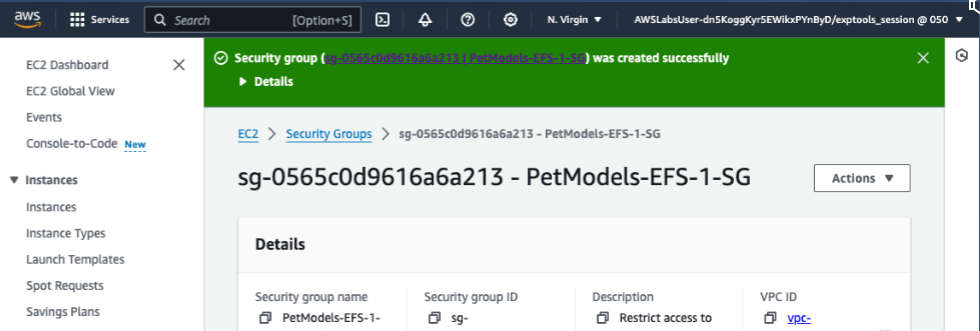 aws Services Search [Option+S] N. Virgin AWSLabsUser-dn5KoggKyr5EWikxPYnByD/exptools_session @ 050
EC2 Dashboard
EC2 Global View
Events
Console-to-Code New
Instances
Instances
Instance Types
Launch Templates
Spot Requests
Savings Plans
Security group (sg-0565c0d9616a6a213 | PetModels-EFS-1-SG) was created successfully
Details
EC2 > Security Groups > sg-0565c0d9616a6a213 - PetModels-EFS-1-SG
sg-0565c0d9616a6a213 - PetModels-EFS-1-SG
Actions
Details
Security group name
PetModels-EFS-1-
Security group ID
sg-
Description
Restrict access to
VPC ID
vpc-